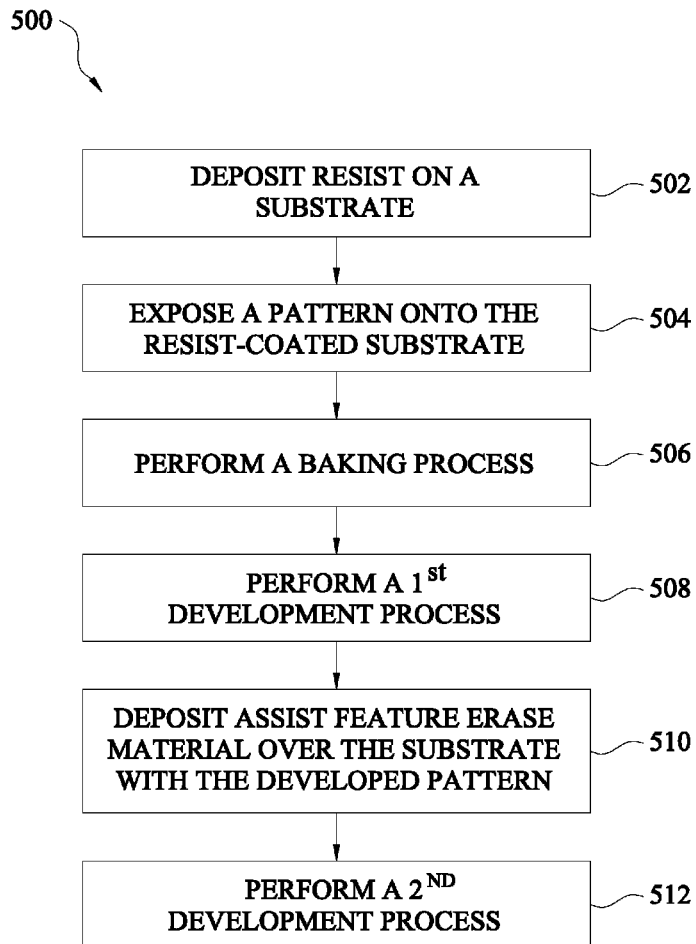 500
DEPOSIT RESIST ON A
SUBSTRATE
502
EXPOSE A PATTERN ONTO THE
RESIST-COATED SUBSTRATE
504
PERFORM A BAKING PROCESS
506
PERFORM A 1st
DEVELOPMENT PROCESS
508
DEPOSIT ASSIST FEATURE ERASE
MATERIAL OVER THE SUBSTRATE
WITH THE DEVELOPED PATTERN
510
PERFORM A 2ND
DEVELOPMENT PROCESS
512